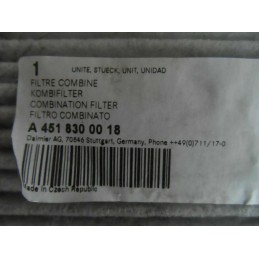 1 UNITE, STUECK, UNIT, UNIDAD
FILTRE COMBINE
KOMBIFILTER
COMBINATION FILTER
FILTRO COMBINATO
A 451 830 00 18
Daimler AG, 70546 Stuttgart, Germany, Phone ++49(0)711/17-0
ade In Czech Republic